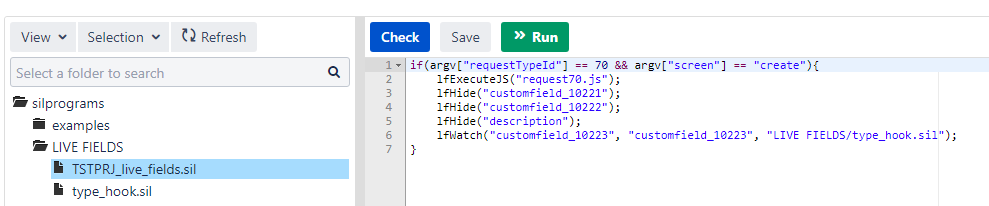 View Selection Refresh
Select a folder to search
silprograms
examples
LIVE FIELDS
TSTPRJ_live_fields.sil
type_hook.sil
Check Save Run
1 if(argv["requestTypeId"] == 70 && argv["screen"] == "create"){
2 lfExecuteJS("request70.js");
3 lfHide("customfield_10221");
4 lfHide("customfield_10222");
5 lfHide("description");
6 lfWatch("customfield_10223", "customfield_10223", "LIVE FIELDS/type_hook.sil");
7 }